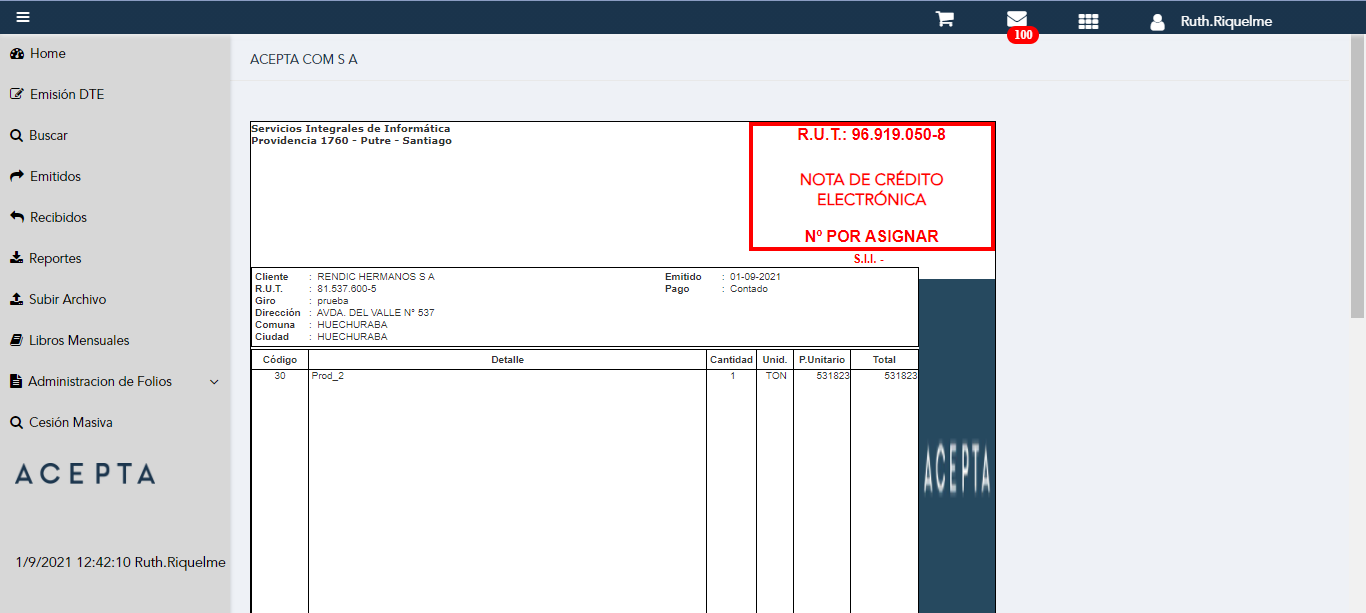 Ruth.Riquelme
100
Home
Emisión DTE
Buscar
Emitidos
Recibidos
Reportes
Subir Archivo
Libros Mensuales
Administracion de Folios
Cesión Masiva
ACEPTA
1/9/2021 12:42:10 Ruth.Riquelme
ACEPTA COM S A
Servicios Integrales de Informática
Providencia 1760 - Putre - Santiago
R.U.T.: 96.919.050-8
NOTA DE CRÉDITO
ELECTRÓNICA
Nº POR ASIGNAR
S.I.I. -
Cliente : RENDIC HERMANOS S A Emitido : 01-09-2021
R.U.T. : 81.537.600-5 Pago : Contado
Giro : prueba
Dirección : AVDA. DEL VALLE N° 537
Comuna : HUECHURABA
Ciudad : HUECHURABA
Código Detalle Cantidad Unid. P.Unitario Total
30 Prod_2 1 TON 531823 531823
ACEPTA